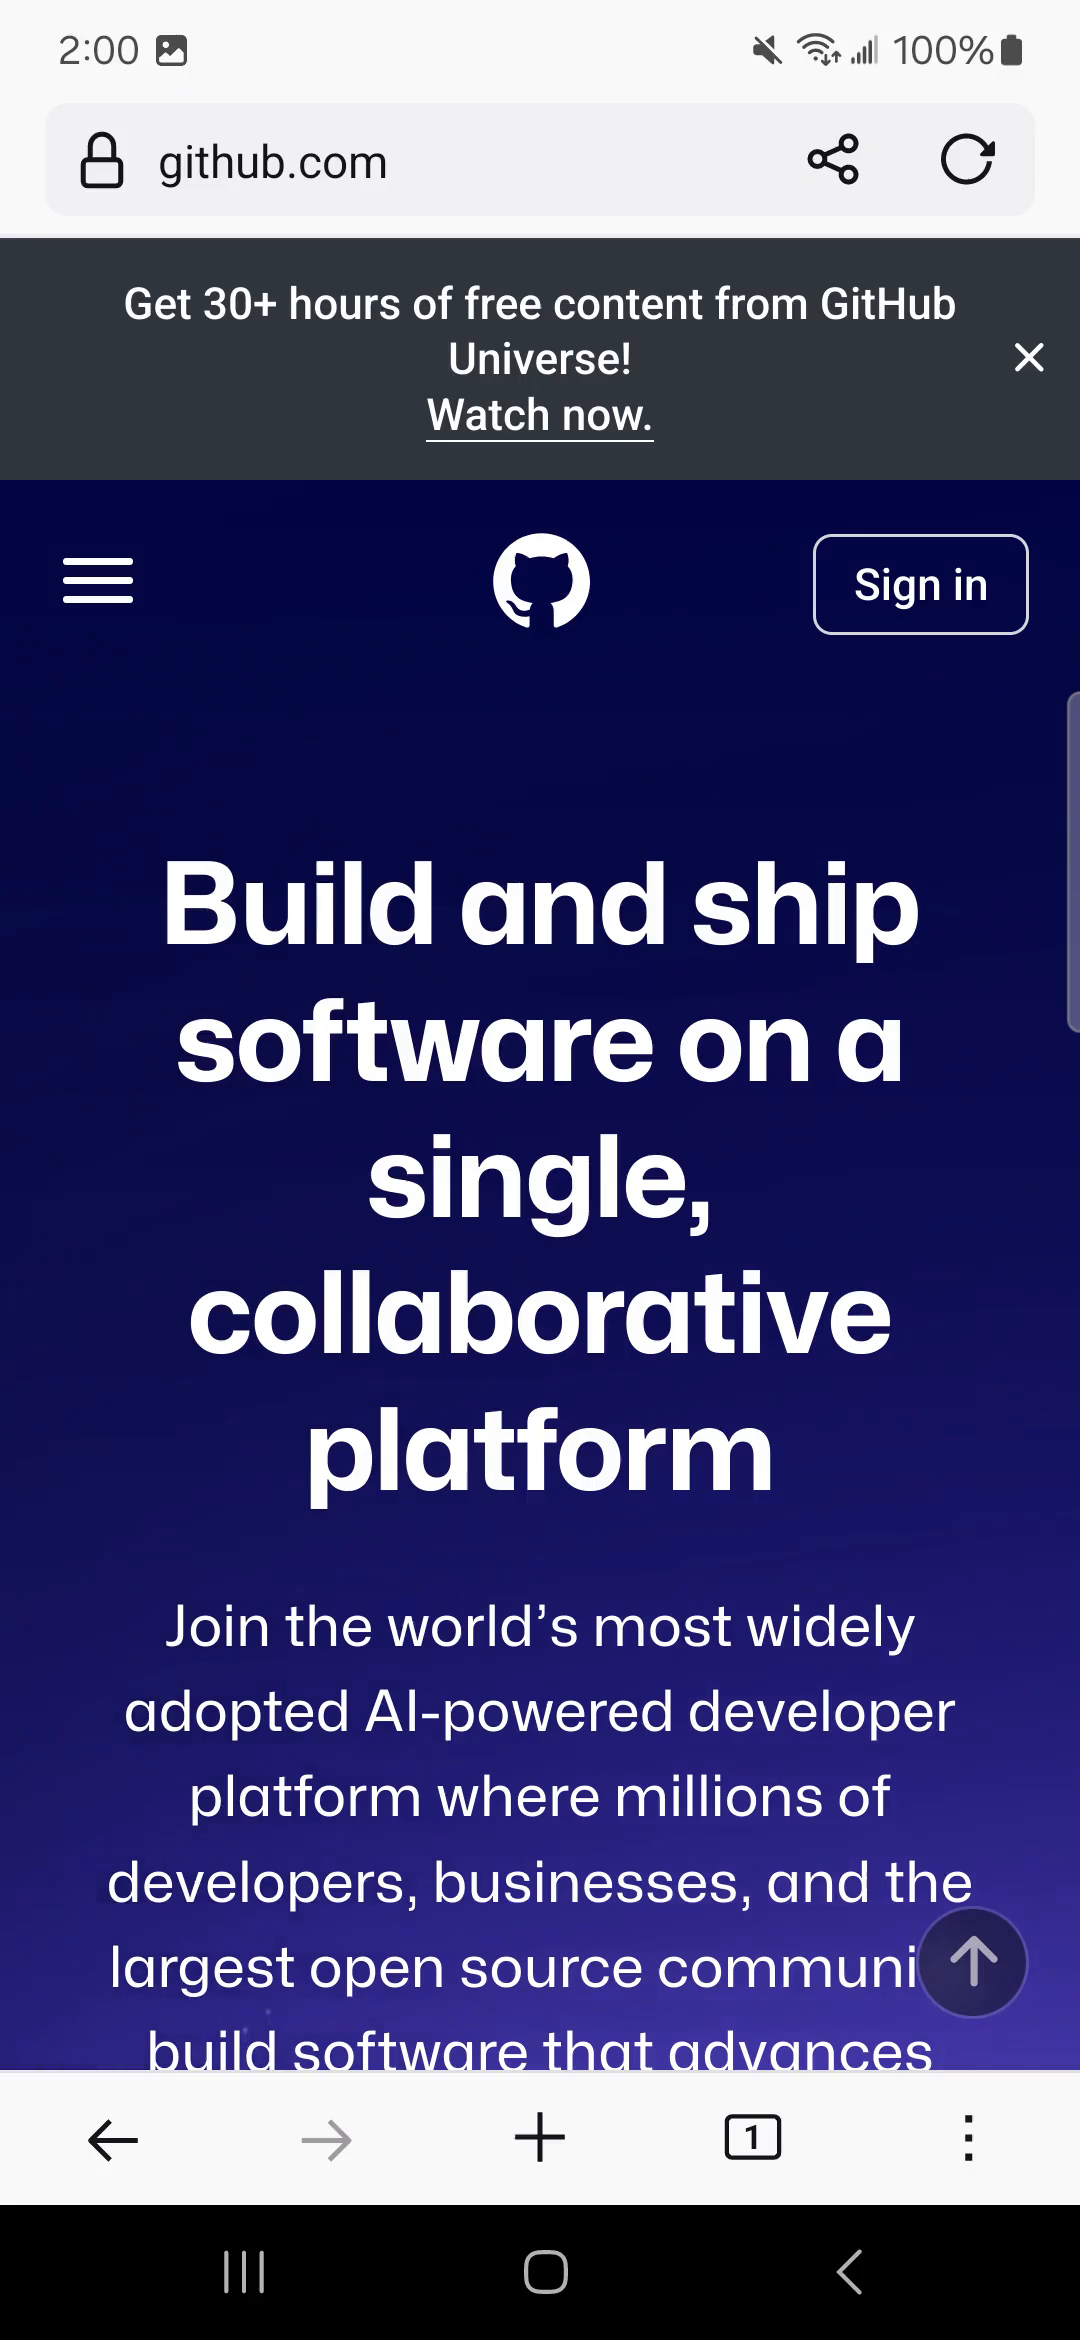 2:00
100%
github.com
Get 30+ hours of free content from GitHub
Universe!
Watch now.
Sign in
Build and ship
software on a
single,
collaborative
platform
Join the world’s most widely
adopted AI-powered developer
platform where millions of
developers, businesses, and the
largest open source communi
build software that advances
1